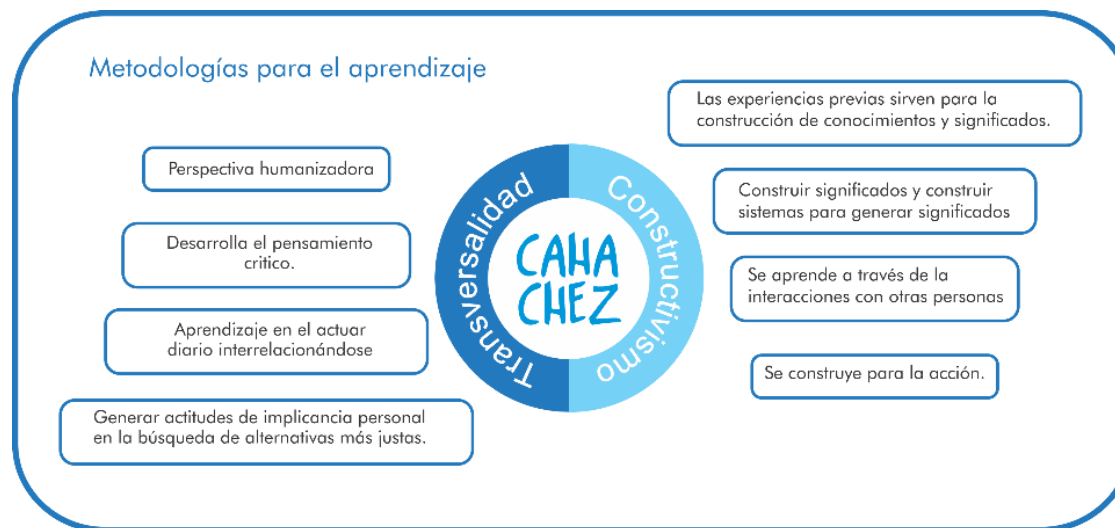 Metodologías para el aprendizaje
Perspectiva humanizadora
Desarrolla el pensamiento
critico.
Aprendizaje en el actuar
diario interrelacionándose
Generar actitudes de implicancia personal
en la búsqueda de alternativas más justas.
Transversalidad
CAHA
CHEZ
Constructivismo
Las experiencias previas sirven para la
construcción de conocimientos y significados.
Construir significados y construir
sistemas para generar significados
Se aprende a través de la
interacciones con otras personas
Se construye para la acción.